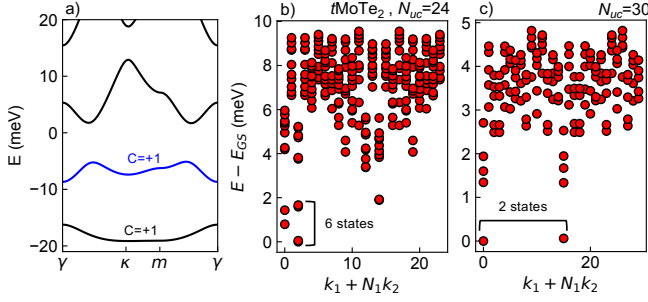 a)
E (meV)
20
10
0
−10
−20
C=+1
C=+1
γ
κ
m
γ
b)
tMoTe₂ , Nuc=24
E − EGS (meV)
10
8
6
4
2
0
6 states
0
10
20
k₁ + N₁k₂
c)
Nuc=30
5
4
3
2
1
0
2 states
0
20
k₁ + N₁k₂